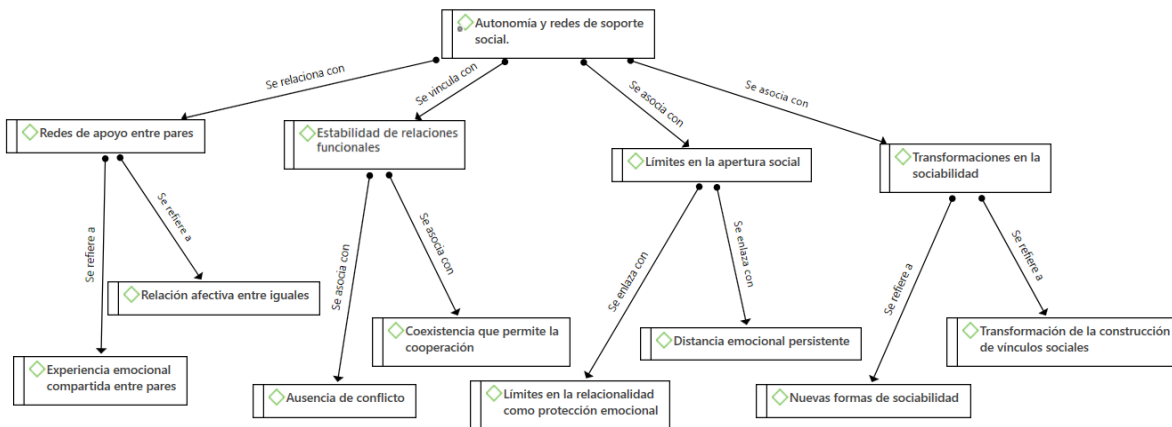 Autonomía y redes de soporte
social.
Se relaciona con
Se vincula con
Se asocia con
Se asocia con
Redes de apoyo entre pares
Estabilidad de relaciones
funcionales
Límites en la apertura social
Transformaciones en la
sociabilidad
Se refiere a
Se refiere a
Se asocia con
Se asocia con
Se enlaza con
Se enlaza con
Se refiere a
Se refiere a
Relación afectiva entre iguales
Coexistencia que permite la
cooperación
Distancia emocional persistente
Transformación de la construcción
de vínculos sociales
Experiencia emocional
compartida entre pares
Ausencia de conflicto
Límites en la relacionalidad
como protección emocional
Nuevas formas de sociabilidad